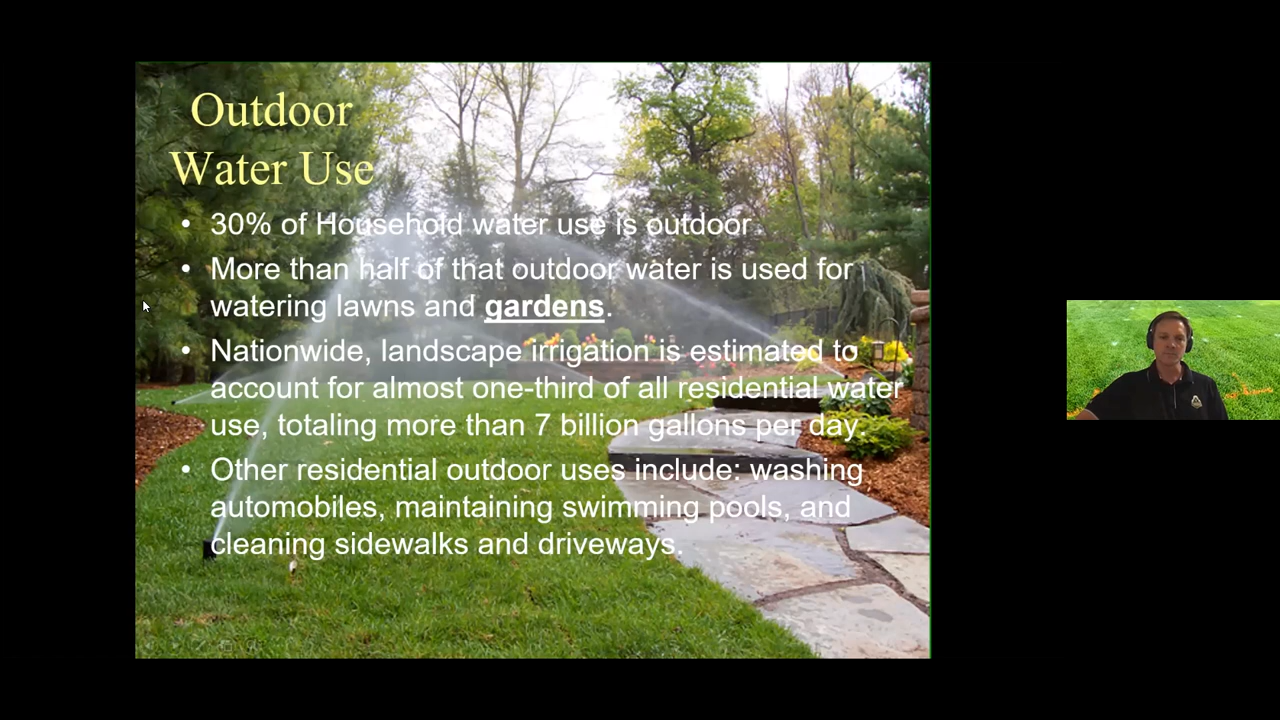 Outdoor
Water Use
• 30% of Household water use is outdoor
• More than half of that outdoor water is used for
watering lawns and gardens.
• Nationwide, landscape irrigation is estimated to
account for almost one-third of all residential water
use, totaling more than 7 billion gallons per day.
• Other residential outdoor uses include: washing
automobiles, maintaining swimming pools, and
cleaning sidewalks and driveways.